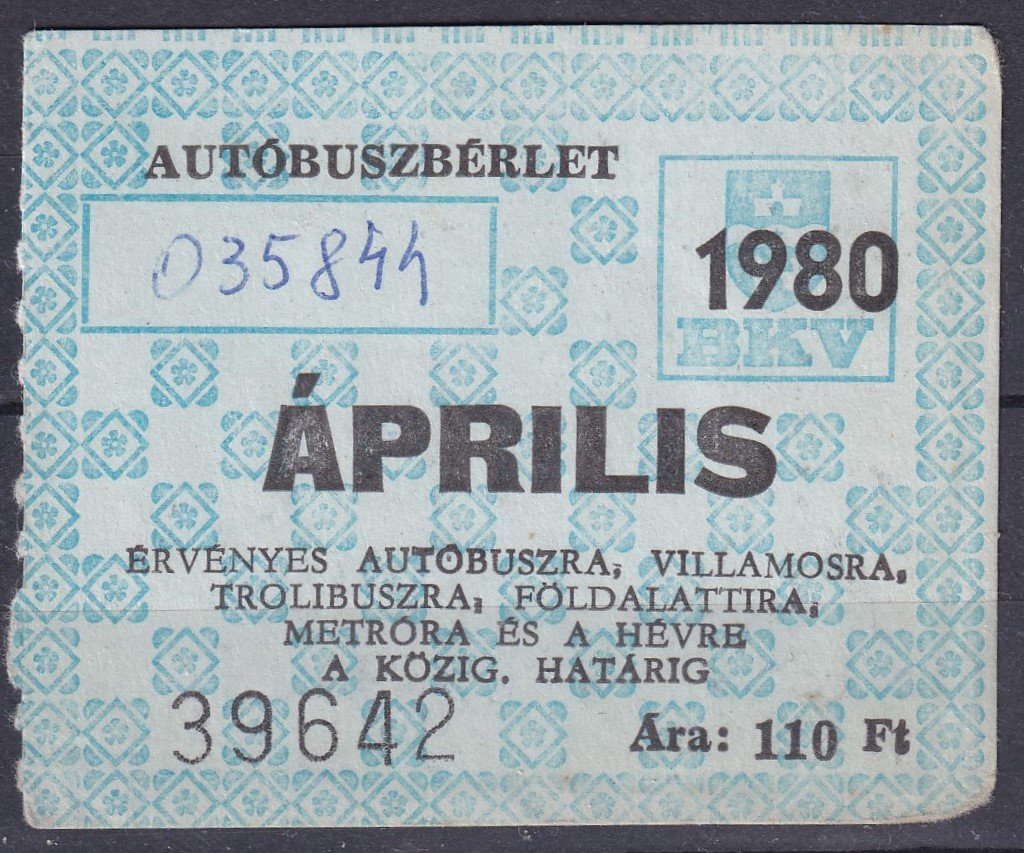 AUTÓBUSZBÉRLET
035844
1980
BKV
ÁPRILIS
ÉRVÉNYES AUTÓBUSZRA, VILLAMOSRA,
TROLIBUSZRA, FÖLDALATTIRA,
METRÓRA ÉS A HÉVRE
A KÖZIG. HATÁRIG
39642
Ára: 110 Ft